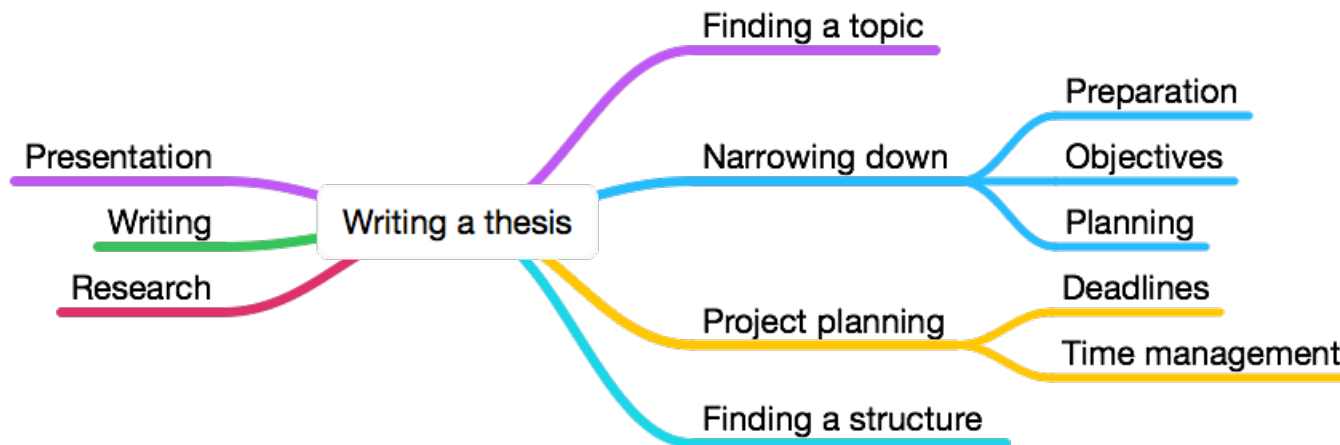 Finding a topic
Preparation
Presentation
Narrowing down
Objectives
Writing
Writing a thesis
Planning
Research
Deadlines
Project planning
Time management
Finding a structure